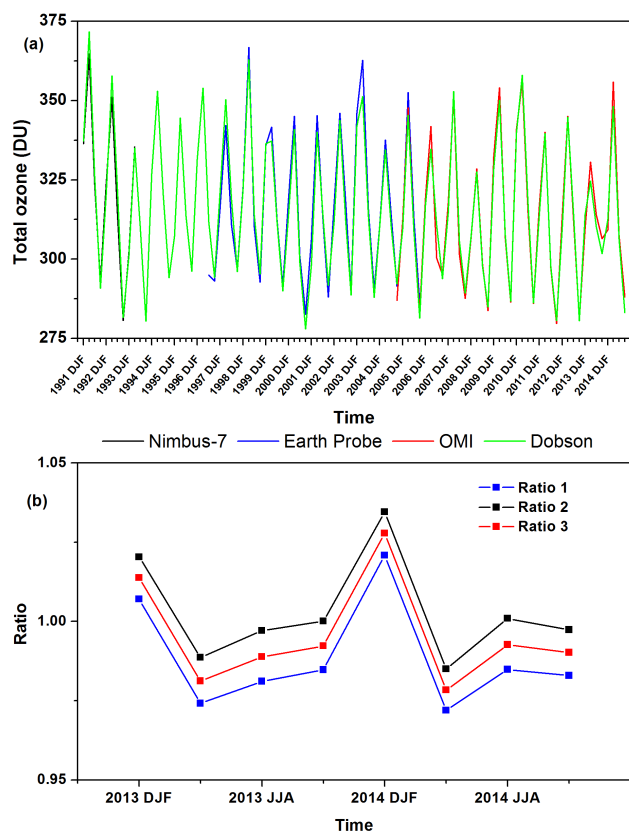 (a)
375
350
325
300
275
Total ozone (DU)
1991 DJF
1992 DJF
1993 DJF
1994 DJF
1995 DJF
1996 DJF
1997 DJF
1998 DJF
1999 DJF
2000 DJF
2001 DJF
2002 DJF
2003 DJF
2004 DJF
2005 DJF
2006 DJF
2007 DJF
2008 DJF
2009 DJF
2010 DJF
2011 DJF
2012 DJF
2013 DJF
2014 DJF
Time
Nimbus-7 Earth Probe OMI Dobson
(b)
1.05
1.00
0.95
Ratio
Ratio 1
Ratio 2
Ratio 3
2013 DJF 2013 JJA 2014 DJF 2014 JJA
Time